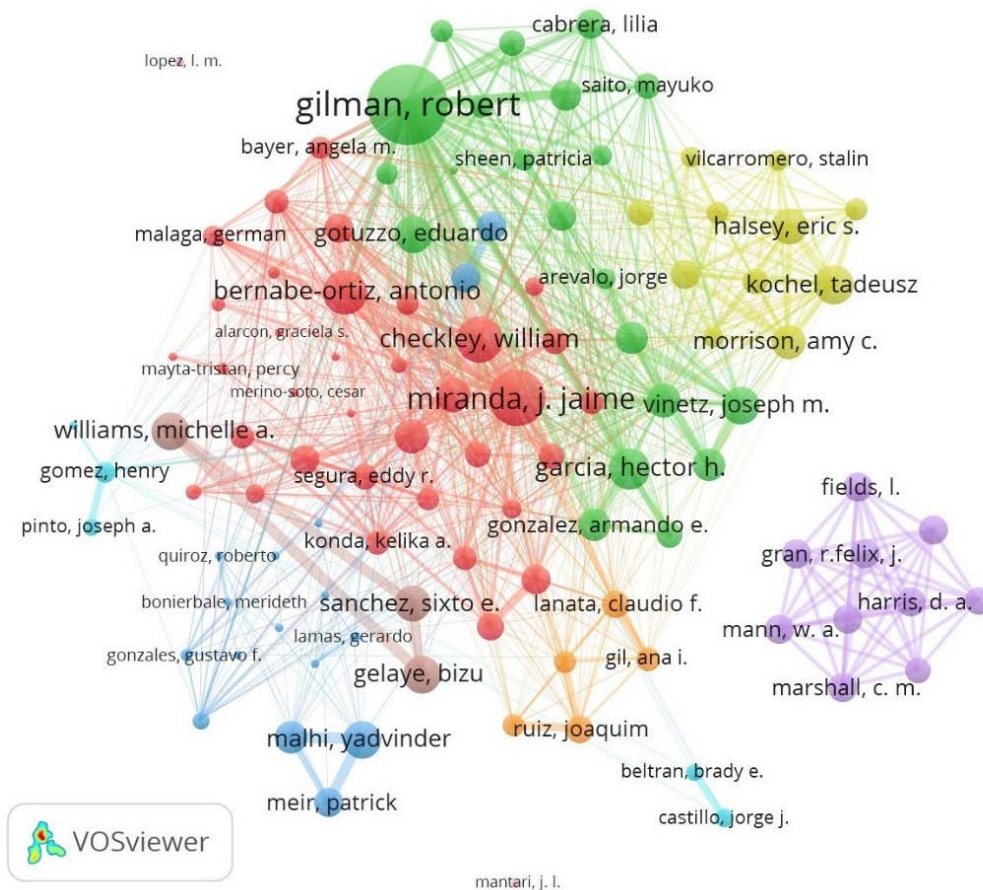 cabrera, lilia
lopez, l. m.
saito, mayuko
gilman, robert
bayer, angela m.
sheen, patricia
vilcarromero, stalin
malaga, german
gotuzzo, eduardo
halsey, eric s.
arevalo, jorge
kochel, tadeusz
bernabe-ortiz, antonio
alarcon, graciela s.
checkley, william
morrison, amy c.
mayta-tristan, percy
merino-soto, cesar
miranda, j. jaime
vinetz, joseph m.
williams, michelle a.
gomez, henry
segura, eddy r.
garcia, hector h.
fields, l.
pinto, joseph a.
konda, kelika a.
gonzalez, armando e.
gran, r.felix, j.
quiroz, roberto
bonierbale, merideth
sanchez, sixto e.
lanata, claudio f.
harris, d. a.
mann, w. a.
lamas, gerardo
gonzales, gustavo f.
gelaye, bizu
gil, ana i.
marshall, c. m.
malhi, yadvinder
ruiz, joaquim
beltran, brady e.
meir, patrick
castillo, jorge j.
VOSviewer
mantari, j. l.